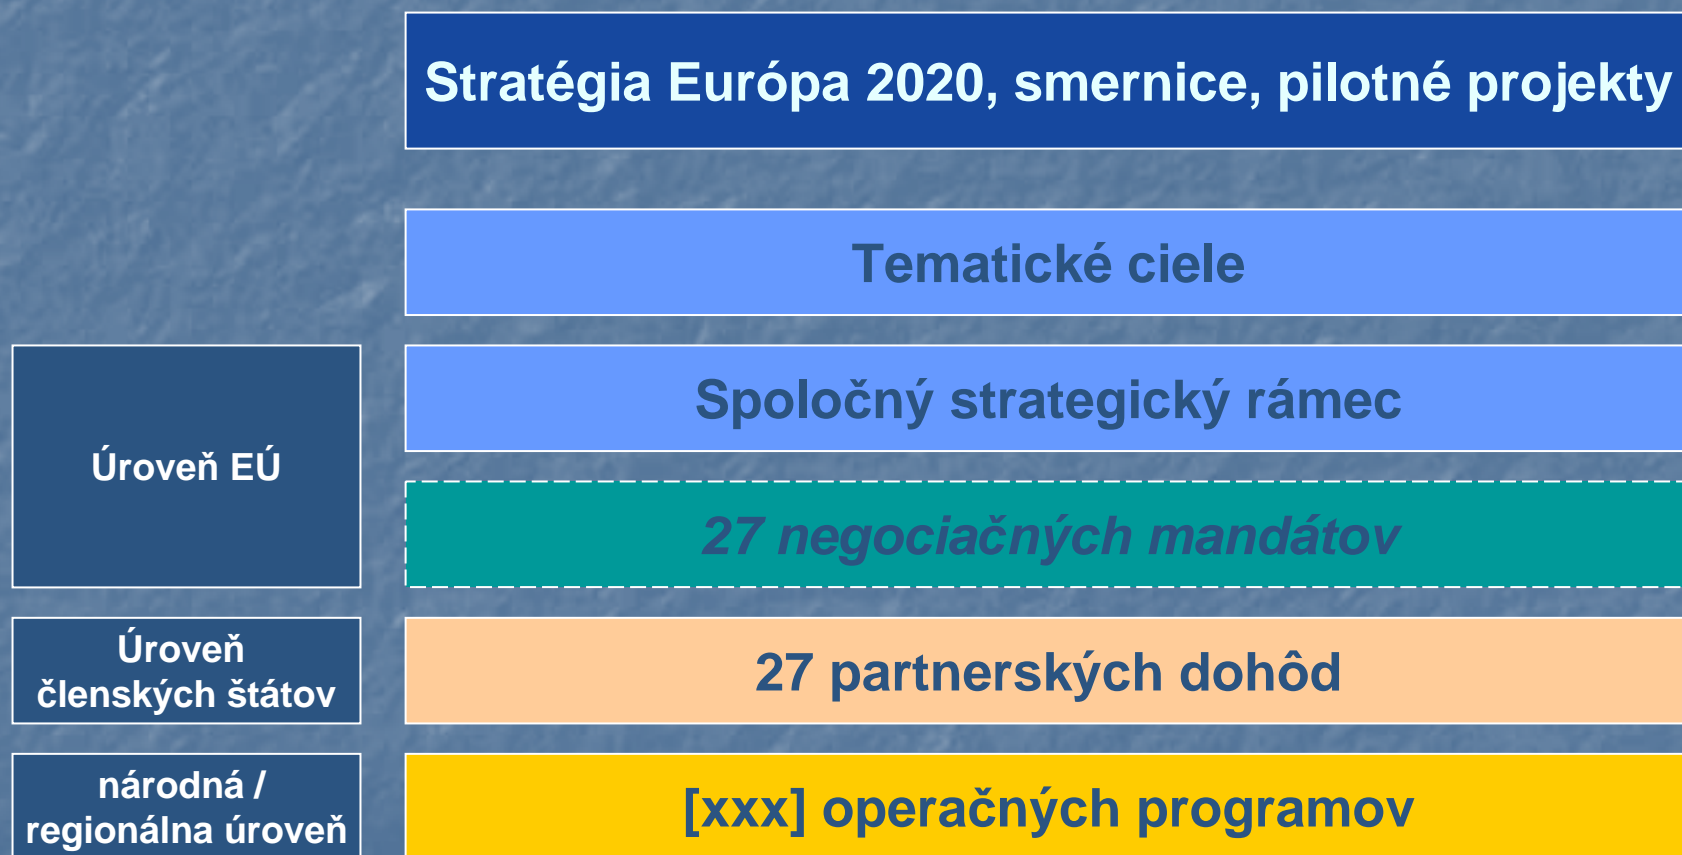 Stratégia Európa 2020, smernice, pilotné projekty
Tematické ciele
Spoločný strategický rámec
Úroveň EÚ
27 negociačných mandátov
Úroveň
členských štátov
27 partnerských dohôd
národná /
regionálna úroveň
[xxx] operačných programov